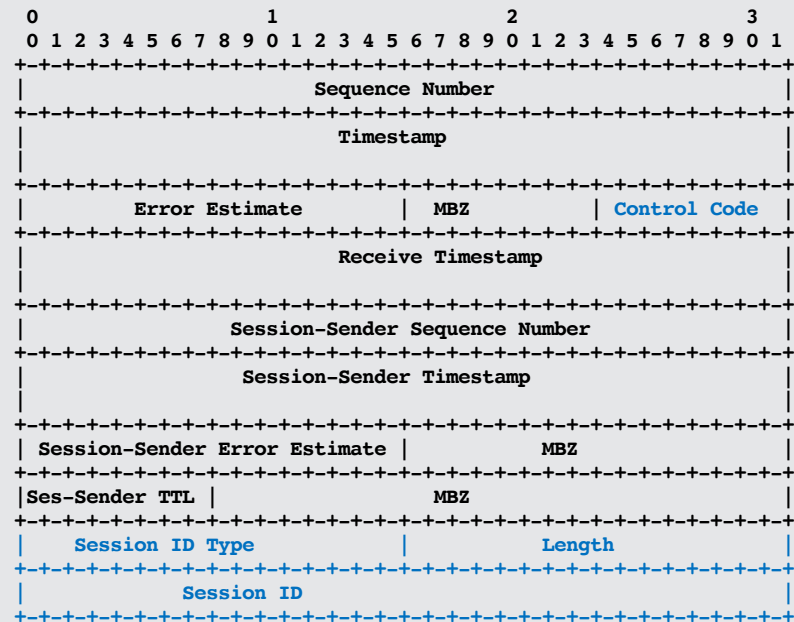 0                   1                   2                   3
 0 1 2 3 4 5 6 7 8 9 0 1 2 3 4 5 6 7 8 9 0 1 2 3 4 5 6 7 8 9 0 1
+-+-+-+-+-+-+-+-+-+-+-+-+-+-+-+-+-+-+-+-+-+-+-+-+-+-+-+-+-+-+-+-+
|                        Sequence Number                        |
+-+-+-+-+-+-+-+-+-+-+-+-+-+-+-+-+-+-+-+-+-+-+-+-+-+-+-+-+-+-+-+-+
|                          Timestamp                            |
|                                                               |
+-+-+-+-+-+-+-+-+-+-+-+-+-+-+-+-+-+-+-+-+-+-+-+-+-+-+-+-+-+-+-+-+
|         Error Estimate        |  MBZ          | Control Code  |
+-+-+-+-+-+-+-+-+-+-+-+-+-+-+-+-+-+-+-+-+-+-+-+-+-+-+-+-+-+-+-+-+
|                          Receive Timestamp                    |
|                                                               |
+-+-+-+-+-+-+-+-+-+-+-+-+-+-+-+-+-+-+-+-+-+-+-+-+-+-+-+-+-+-+-+-+
|                 Session-Sender Sequence Number                |
+-+-+-+-+-+-+-+-+-+-+-+-+-+-+-+-+-+-+-+-+-+-+-+-+-+-+-+-+-+-+-+-+
|                  Session-Sender Timestamp                     |
|                                                               |
+-+-+-+-+-+-+-+-+-+-+-+-+-+-+-+-+-+-+-+-+-+-+-+-+-+-+-+-+-+-+-+-+
| Session-Sender Error Estimate |           MBZ                 |
+-+-+-+-+-+-+-+-+-+-+-+-+-+-+-+-+-+-+-+-+-+-+-+-+-+-+-+-+-+-+-+-+
|Ses-Sender TTL |                  MBZ                          |
+-+-+-+-+-+-+-+-+-+-+-+-+-+-+-+-+-+-+-+-+-+-+-+-+-+-+-+-+-+-+-+-+
|    Session ID Type            |           Length              |
+-+-+-+-+-+-+-+-+-+-+-+-+-+-+-+-+-+-+-+-+-+-+-+-+-+-+-+-+-+-+-+-+
|             Session ID                                        |
+-+-+-+-+-+-+-+-+-+-+-+-+-+-+-+-+-+-+-+-+-+-+-+-+-+-+-+-+-+-+-+-+